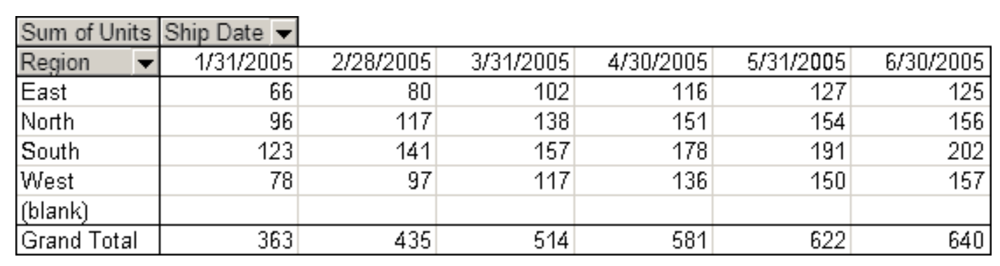 Sum of Units Ship Date
Region 1/31/2005 2/28/2005 3/31/2005 4/30/2005 5/31/2005 6/30/2005
East 66 80 102 116 127 125
North 96 117 138 151 154 156
South 123 141 157 178 191 202
West 78 97 117 136 150 157
(blank)
Grand Total 363 435 514 581 622 640